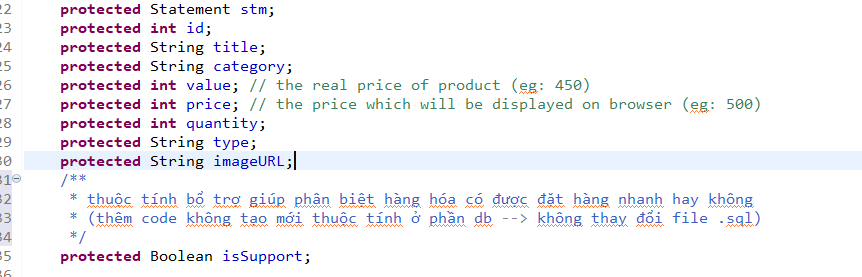 22 protected Statement stm;
23 protected int id;
24 protected String title;
25 protected String category;
26 protected int value; // the real price of product (eg: 450)
27 protected int price; // the price which will be displayed on browser (eg: 500)
28 protected int quantity;
29 protected String type;
30 protected String imageURL;
31 /**
32 * thuộc tính bổ trợ giúp phân biệt hàng hóa có được đặt hàng nhanh hay không
33 * (thêm code không tạo mới thuộc tính ở phần db --> không thay đổi file .sql)
34 */
35 protected Boolean isSupport;
36